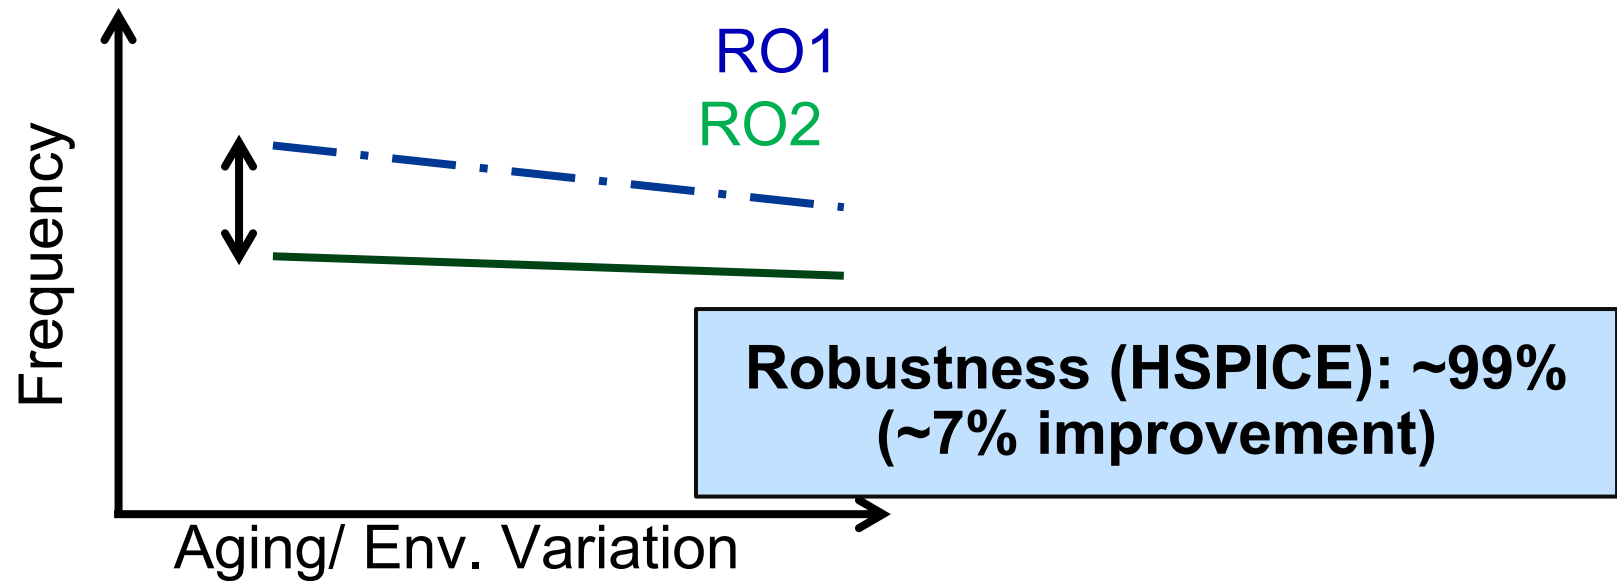 RO1
RO2
Frequency
Robustness (HSPICE): ~99%
(~7% improvement)
Aging/ Env. Variation